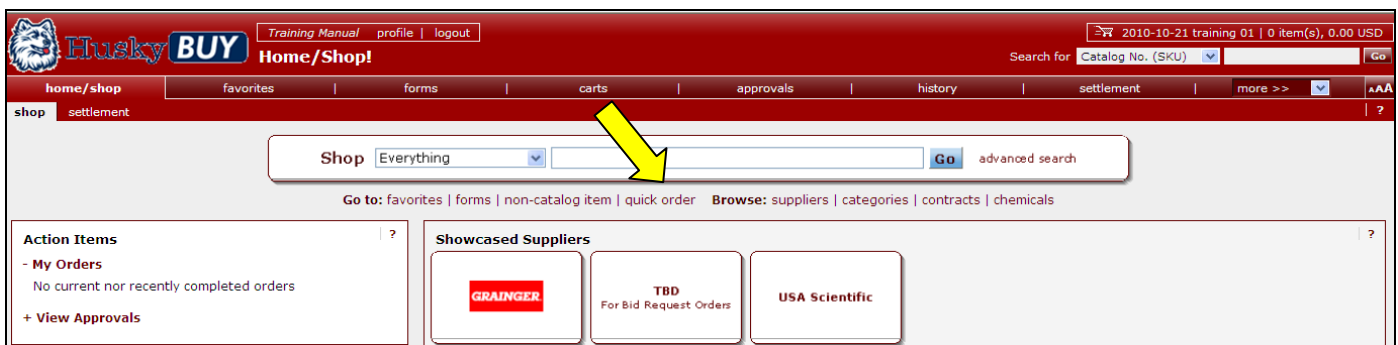 Husky BUY
Training Manual profile | logout
Home/Shop!
2010-10-21 training 01 | 0 item(s), 0.00 USD
Search for Catalog No. (SKU) Go
home/shop favorites | forms | carts | approvals | history | settlement | more >> AAA
shop settlement | ?
Shop Everything Go advanced search
Go to: favorites | forms | non-catalog item | quick order Browse: suppliers | categories | contracts | chemicals
Action Items ?
- My Orders
No current nor recently completed orders
+ View Approvals
Showcased Suppliers ?
GRAINGER
TBD
For Bid Request Orders
USA Scientific